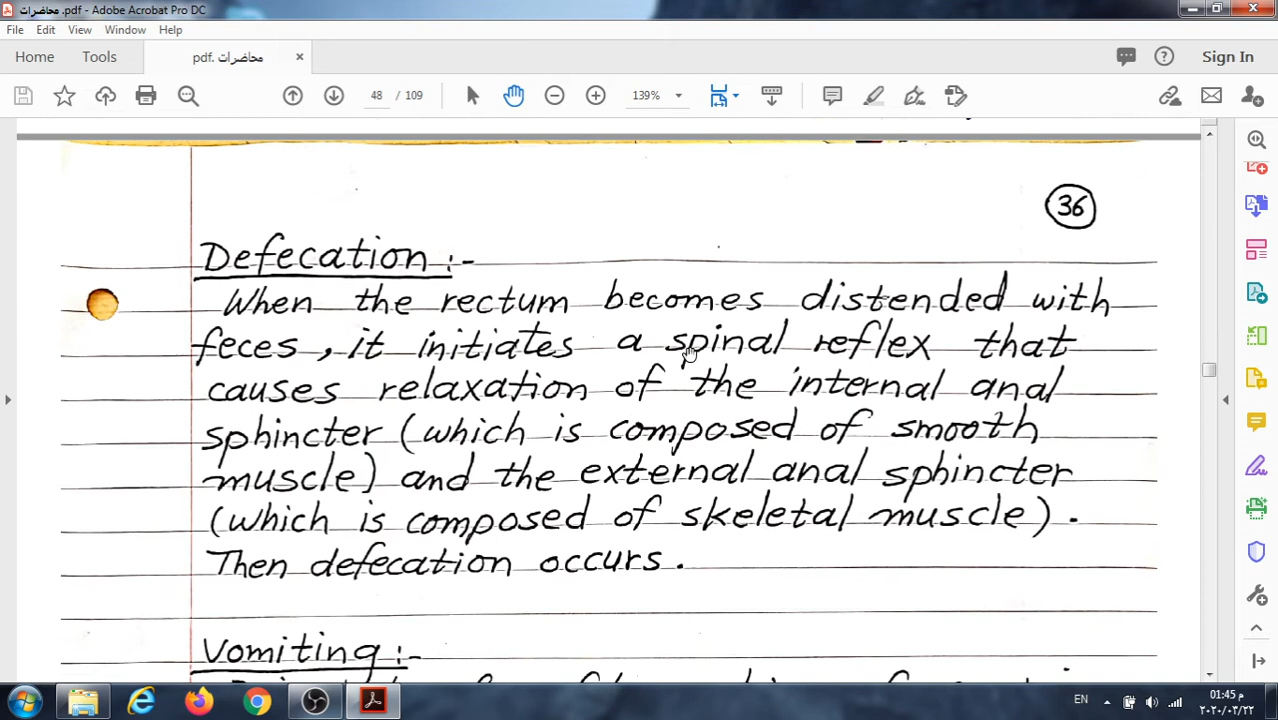 محاضرات .pdf - Adobe Acrobat Pro DC
File Edit View Window Help
Home Tools محاضرات .pdf ×
Sign In
48 / 109 139%
36
Defecation :-
When the rectum becomes distended with
feces, it initiates a spinal reflex that
causes relaxation of the internal anal
sphincter (which is composed of smooth
muscle) and the external anal sphincter
(which is composed of skeletal muscle).
Then defecation occurs.
Vomiting :-
EN
01:45 م
٢٠٢٠/٠٣/٢٢